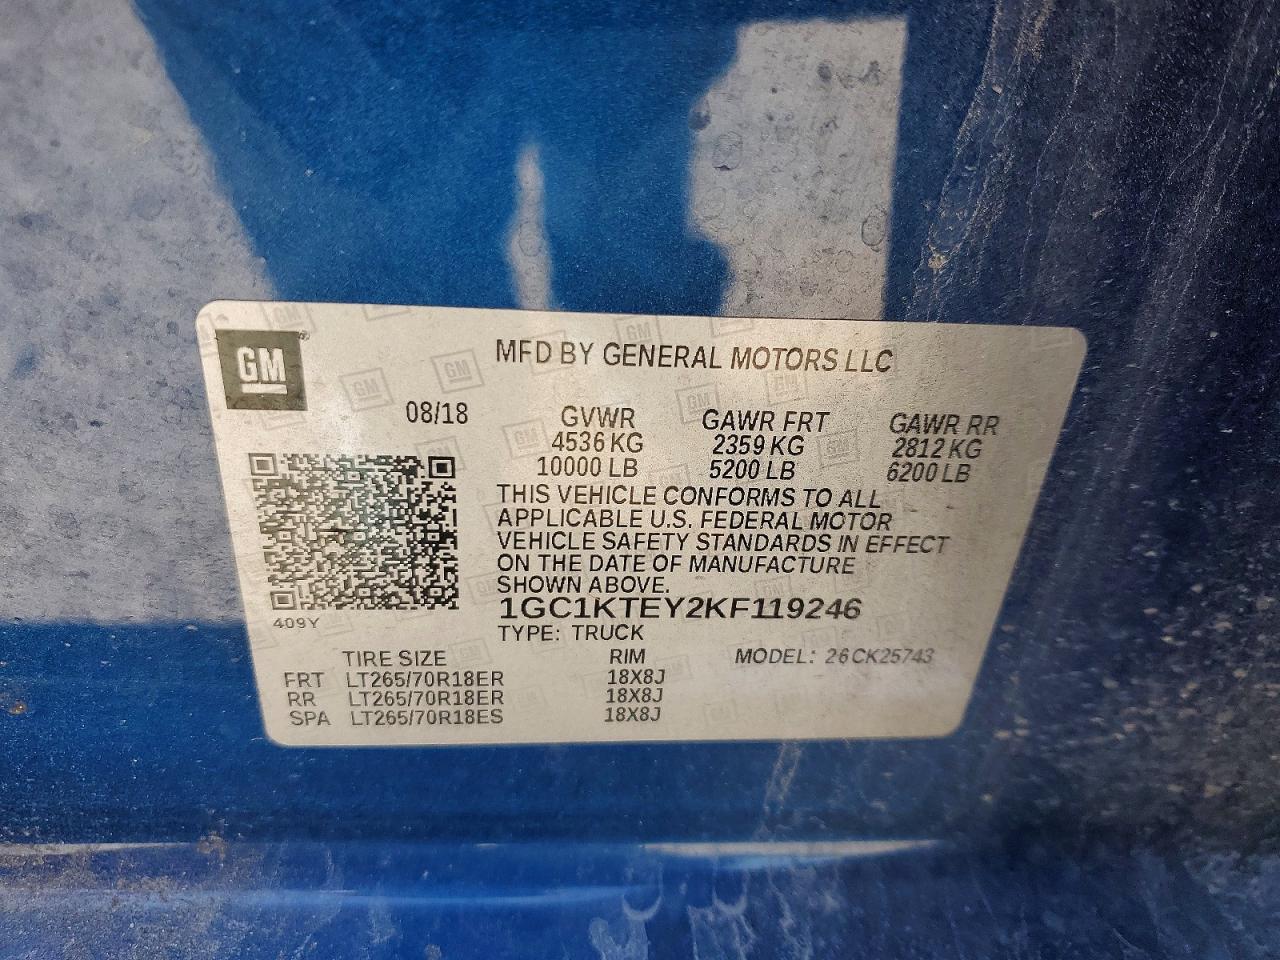 GM
MFD BY GENERAL MOTORS LLC
08/18
GVWR GAWR FRT GAWR RR
4536 KG 2359 KG 2812 KG
10000 LB 5200 LB 6200 LB
THIS VEHICLE CONFORMS TO ALL
APPLICABLE U.S. FEDERAL MOTOR
VEHICLE SAFETY STANDARDS IN EFFECT
ON THE DATE OF MANUFACTURE
SHOWN ABOVE.
1GC1KTEY2KF119246
409Y
TYPE: TRUCK
TIRE SIZE RIM MODEL: 26CK25743
FRT LT265/70R18ER 18X8J
RR LT265/70R18ER 18X8J
SPA LT265/70R18ES 18X8J